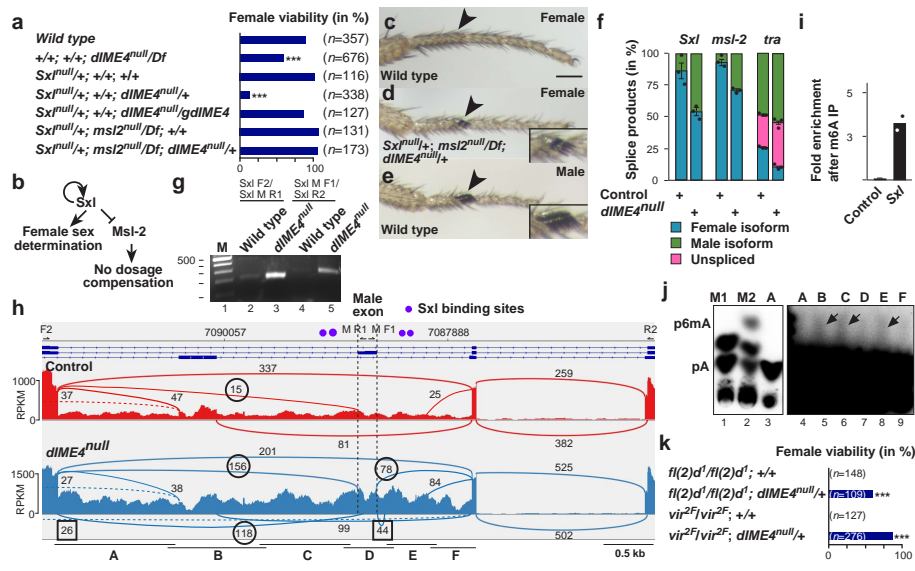 a
Female viability (in %)
Wild type (n=357)
+/+; +/+; dIME4null/Df *** (n=676)
Sxlnull/+; +/+; +/+ (n=116)
Sxlnull/+; +/+; dIME4null/+ *** (n=338)
Sxlnull/+; +/+; dIME4null/gdIME4 (n=127)
Sxlnull/+; msl2null/Df; +/+ (n=131)
Sxlnull/+; msl2null/Df; dIME4null/+ (n=173)
0 100
b
Sxl
Female sex
determination
Msl-2
No dosage
compensation
c
Female
Wild type
d
Female
Sxlnull/+; msl2null/Df;
dIME4null/+
e
Male
Wild type
f
Sxl msl-2 tra
Splice products (in %)
100
75
50
25
0
Control + + +
dIME4null + + +
Female isoform
Male isoform
Unspliced
g
Sxl F2/
Sxl M R1
Sxl M F1/
Sxl R2
Wild type
dIME4null
Wild type
dIME4null
M
500
1 2 3 4 5
h
Male
exon
Sxl binding sites
F2 7090057 M R1 M F1 7087888 R2
Control
RPKM
1000
0
337
259
15
37
47
25
81
382
dIME4null
RPKM
1500
0
201
525
156
78
27
38
84
26
118
99
44
502
A B C D E F
0.5 kb
i
Fold enrichment
after m6A IP
5
3
Control
Sxl
j
M1 M2 A A B C D E F
p6mA
pA
1 2 3 4 5 6 7 8 9
k
Female viability (in %)
fl(2)d1/fl(2)d1; +/+ (n=148)
fl(2)d1/fl(2)d1; dIME4null/+ (n=109) ***
vir2F/vir2F; +/+ (n=127)
vir2F/vir2F; dIME4null/+ (n=276) ***
0 100